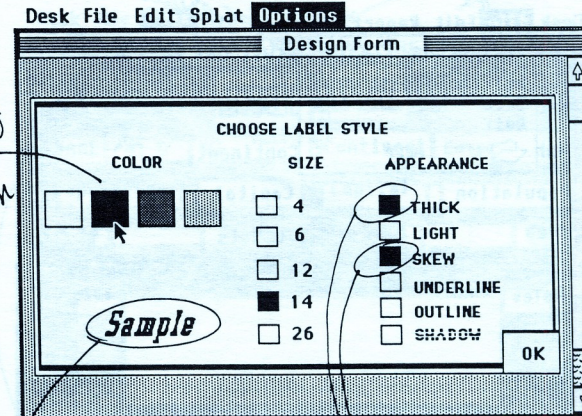 Desk File Edit Splat Options
Design Form
CHOOSE LABEL STYLE
COLOR SIZE APPEARANCE
4 THICK
6 LIGHT
12 SKEW
14 UNDERLINE
26 OUTLINE
SHADOW
Sample
OK